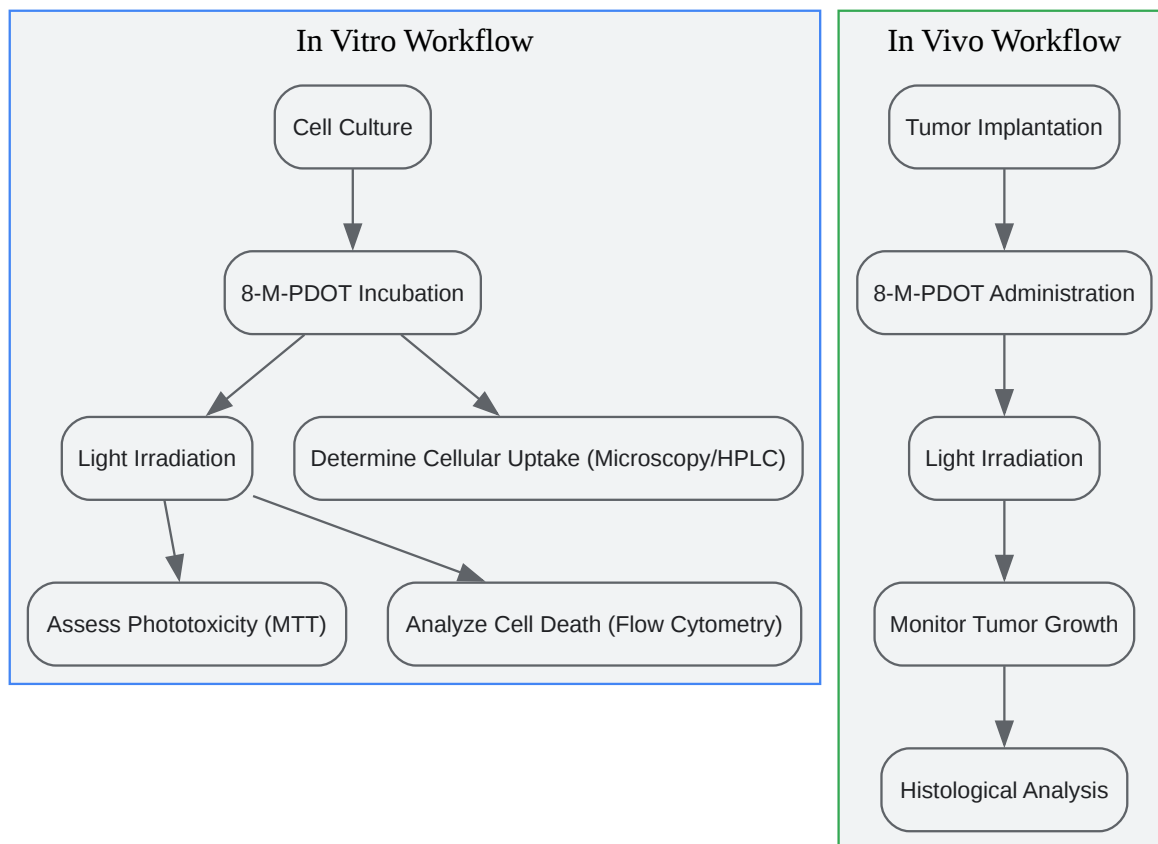 In Vitro Workflow
Cell Culture
8-M-PDOT Incubation
Light Irradiation
Determine Cellular Uptake (Microscopy/HPLC)
Assess Phototoxicity (MTT)
Analyze Cell Death (Flow Cytometry)
In Vivo Workflow
Tumor Implantation
8-M-PDOT Administration
Light Irradiation
Monitor Tumor Growth
Histological Analysis